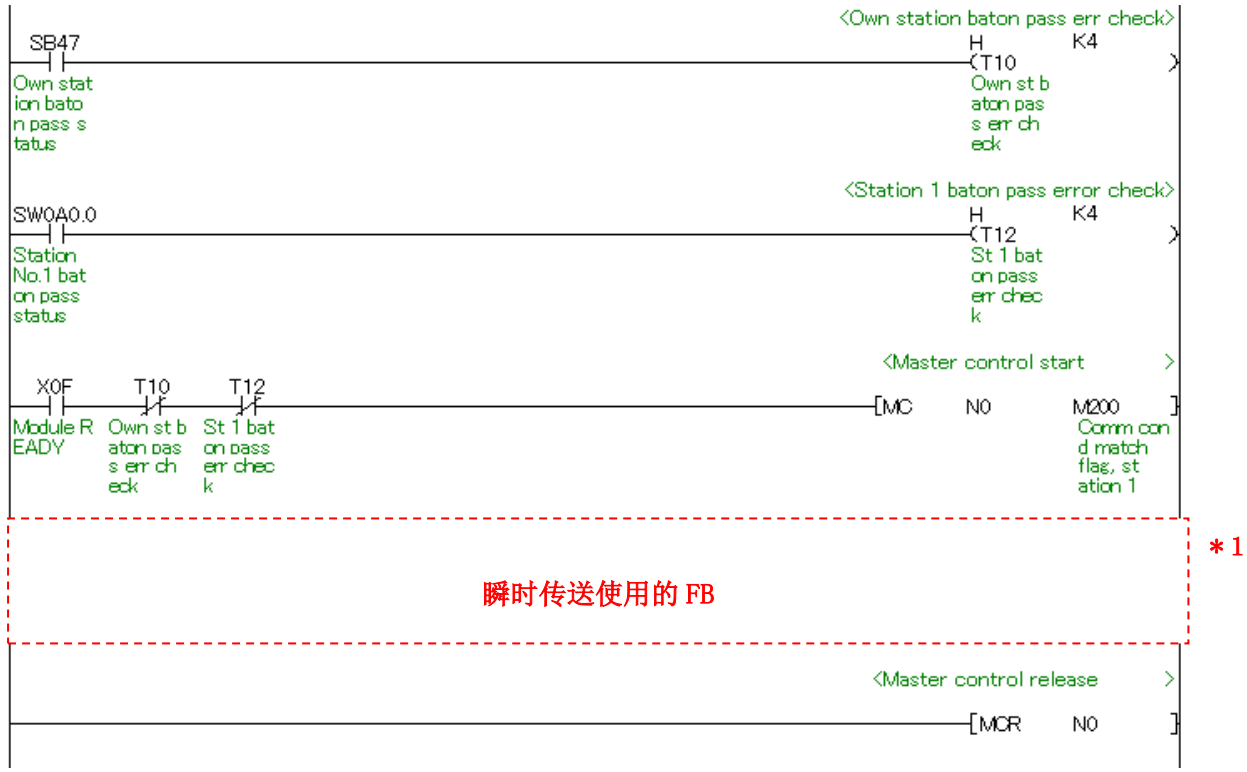 <Own station baton pass err check>
SB47
H K4
T10
Own stat
ion bato
n pass s
tatus
Own st b
aton pas
s err ch
eck
<Station 1 baton pass error check>
SW0A0.0
H K4
T12
Station
No.1 bat
on pass
status
St 1 bat
on pass
err chec
k
<Master control start >
X0F T10 T12
MC N0 M200
Module R
EADY
Own st b
aton pas
s err ch
eck
St 1 bat
on pass
err chec
k
Comm con
d match
flag, st
ation 1
*1
瞬时传送使用的 FB
<Master control release >
MCR N0